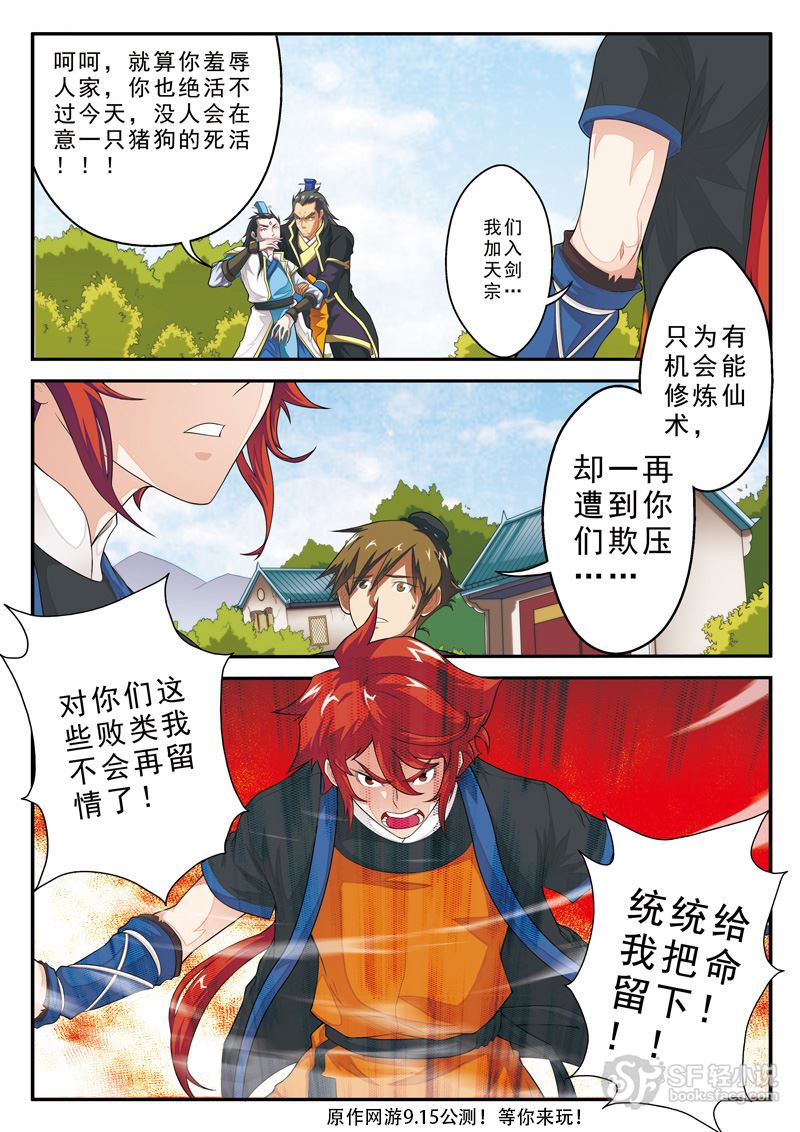 呵呵，就算你羞辱
人家，你也绝活不
过今天，没人会在
意一只猪狗的死活
！！！
我们
加入
天剑
宗…
只为有
机会能
修炼仙
术，
却一再
遭到你
们欺压
……
对你们这
些败类我
不会再留
情了！
统统给
我把命
留下！
！！
SF轻小说
book.sfacg.com
原作网游9.15公测！等你来玩！